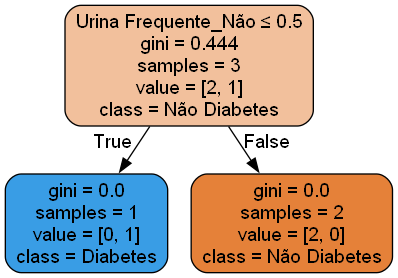 Urina Frequente_Não ≤ 0.5
gini = 0.444
samples = 3
value = [2, 1]
class = Não Diabetes
True
False
gini = 0.0
samples = 1
value = [0, 1]
class = Diabetes
gini = 0.0
samples = 2
value = [2, 0]
class = Não Diabetes